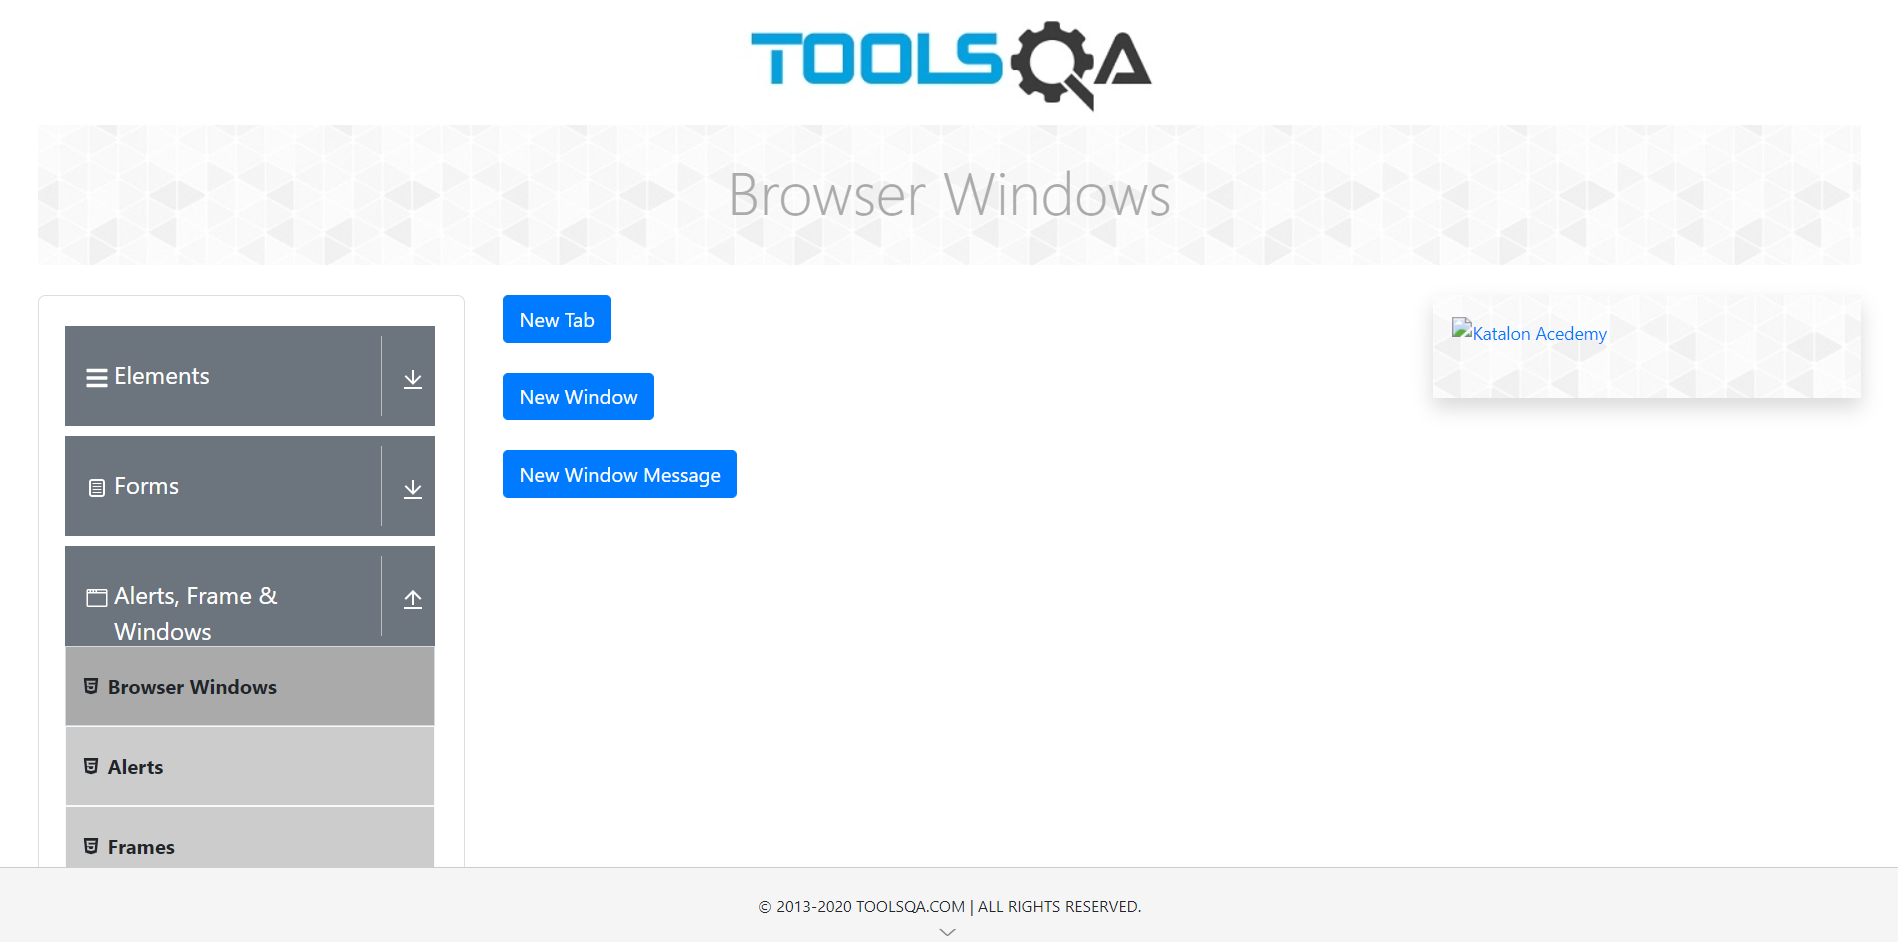 TOOLSQA
Browser Windows
Elements
Forms
Alerts, Frame &
Windows
Browser Windows
Alerts
Frames
New Tab
New Window
New Window Message
Katalon Acedemy
© 2013-2020 TOOLSQA.COM | ALL RIGHTS RESERVED.